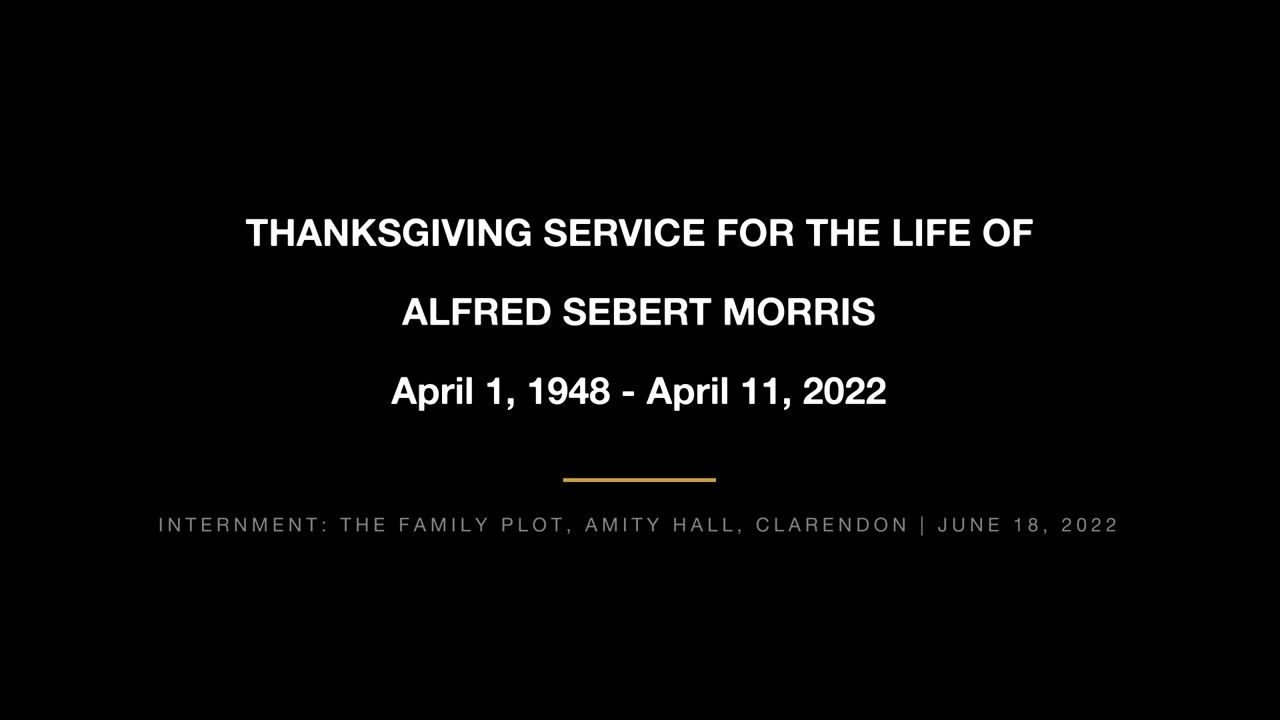 THANKSGIVING SERVICE FOR THE LIFE OF
ALFRED SEBERT MORRIS
April 1, 1948 - April 11, 2022
INTERNMENT: THE FAMILY PLOT, AMITY HALL, CLARENDON | JUNE 18, 2022